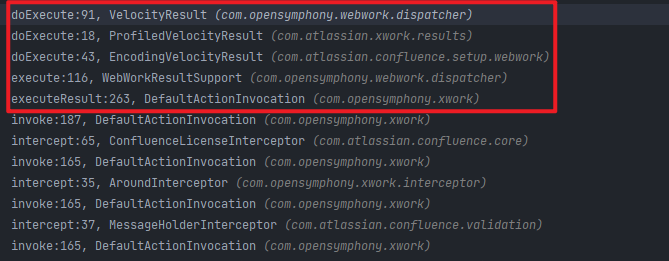 doExecute:91, VelocityResult (com.opensymphony.webwork.dispatcher)
doExecute:18, ProfiledVelocityResult (com.atlassian.xwork.results)
doExecute:43, EncodingVelocityResult (com.atlassian.confluence.setup.webwork)
execute:116, WebWorkResultSupport (com.opensymphony.webwork.dispatcher)
executeResult:263, DefaultActionInvocation (com.opensymphony.xwork)
invoke:187, DefaultActionInvocation (com.opensymphony.xwork)
intercept:65, ConfluenceLicenseInterceptor (com.atlassian.confluence.core)
invoke:165, DefaultActionInvocation (com.opensymphony.xwork)
intercept:35, AroundInterceptor (com.opensymphony.xwork.interceptor)
invoke:165, DefaultActionInvocation (com.opensymphony.xwork)
intercept:37, MessageHolderInterceptor (com.atlassian.confluence.validation)
invoke:165, DefaultActionInvocation (com.opensymphony.xwork)